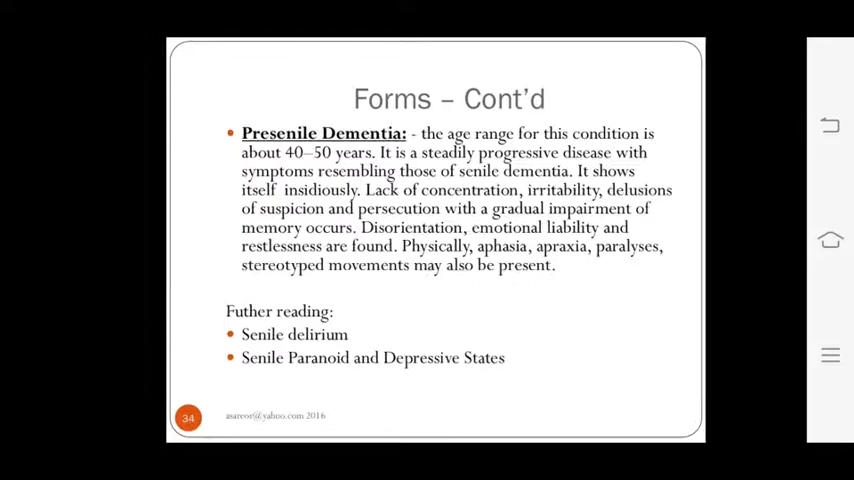 Forms – Cont’d
• Presenile Dementia: - the age range for this condition is
about 40–50 years. It is a steadily progressive disease with
symptoms resembling those of senile dementia. It shows
itself insidiously. Lack of concentration, irritability, delusions
of suspicion and persecution with a gradual impairment of
memory occurs. Disorientation, emotional liability and
restlessness are found. Physically, aphasia, apraxia, paralyses,
stereotyped movements may also be present.
Futher reading:
• Senile delirium
• Senile Paranoid and Depressive States
34
asareor@yahoo.com 2016